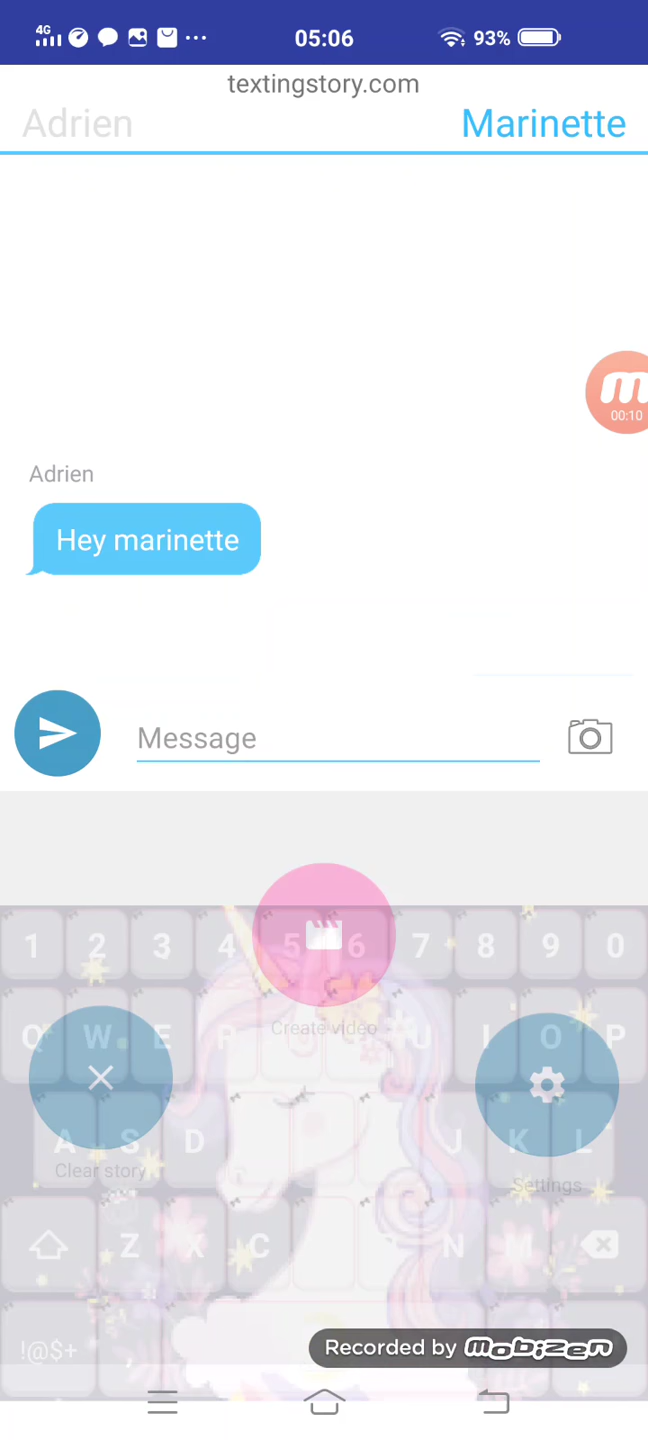 4G 05:06 93%
textingstory.com
Adrien Marinette
00:10
Adrien
Hey marinette
Message
1 2 3 4 5 6 7 8 9 0
Create video
Q W E R U I O P
A S D J K L
Clear story Settings
Z X C N M
!@$+ ,
Recorded by mobizen